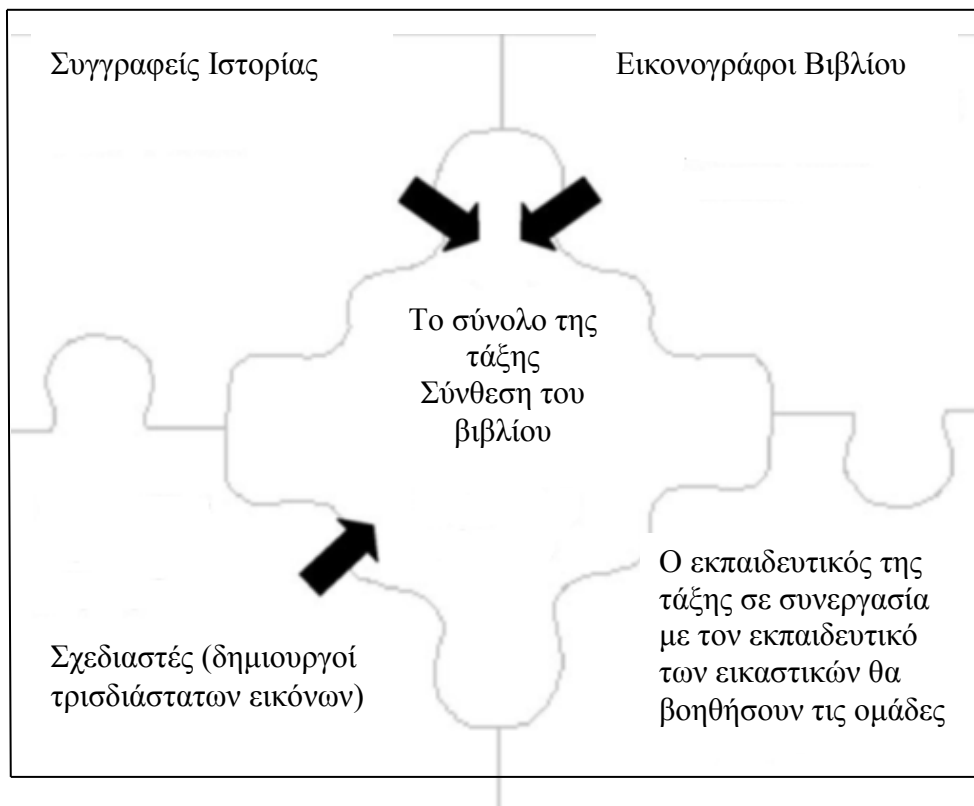 Συγγραφείς Ιστορίας
Εικονογράφοι Βιβλίου
Το σύνολο της
τάξης
Σύνθεση του
βιβλίου
Σχεδιαστές (δημιουργοί
τρισδιάστατων εικόνων)
Ο εκπαιδευτικός της
τάξης σε συνεργασία
με τον εκπαιδευτικό
των εικαστικών θα
βοηθήσουν τις ομάδες